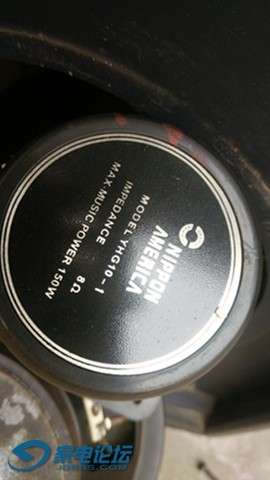 NIPPON
AMERICA
MODEL YHG10-1
IMPEDANCE 8Ω
MAX MUSIC POWER 150W
家电论坛
JDBBS.COM